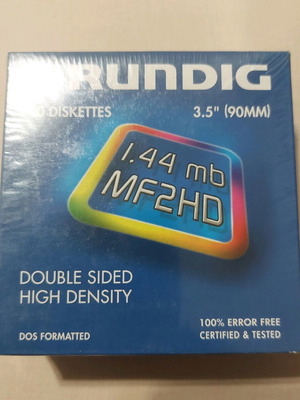 GRUNDIG
DISKETTES 3.5" (90MM)
1.44 mb
MF2HD
DOUBLE SIDED
HIGH DENSITY
100% ERROR FREE
DOS FORMATTED CERTIFIED & TESTED